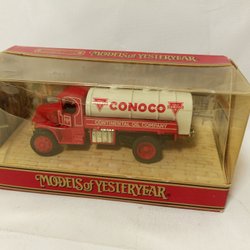 MODELS of YESTERYEAR
CONOCO
CONTINENTAL OIL COMPANY
MODELS of YESTERYEAR